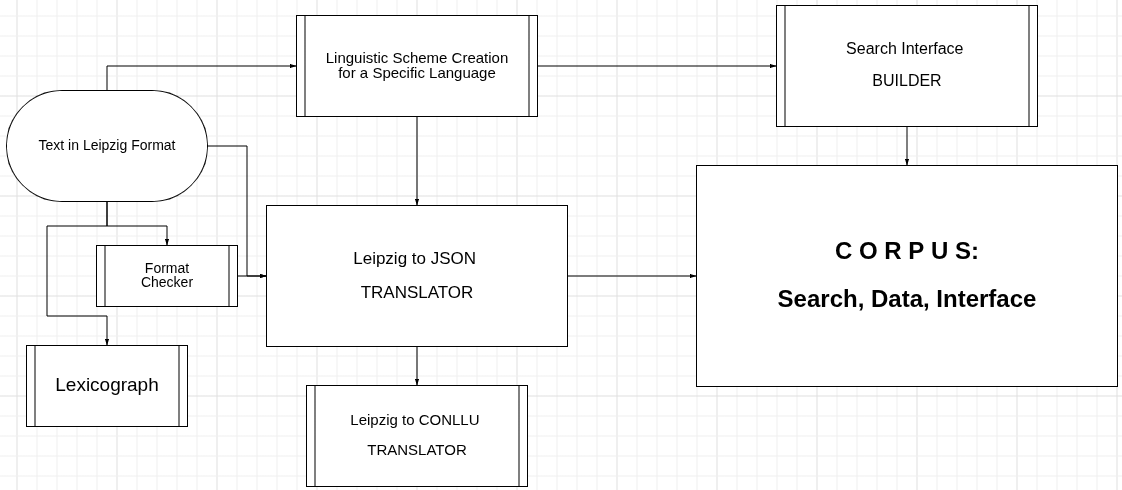 Linguistic Scheme Creation
for a Specific Language
Search Interface
BUILDER
Text in Leipzig Format
Format
Checker
Leipzig to JSON
TRANSLATOR
C O R P U S:
Search, Data, Interface
Lexicograph
Leipzig to CONLLU
TRANSLATOR